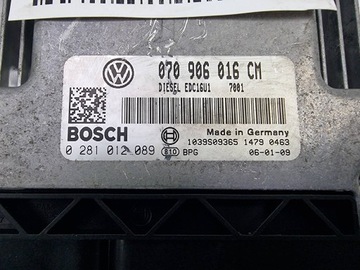 070 906 016 CM
DIESEL EDC16U1 7001
BOSCH
Made in Germany
0 281 012 089
1039S09365 1479 0463
BPG 06-01-09